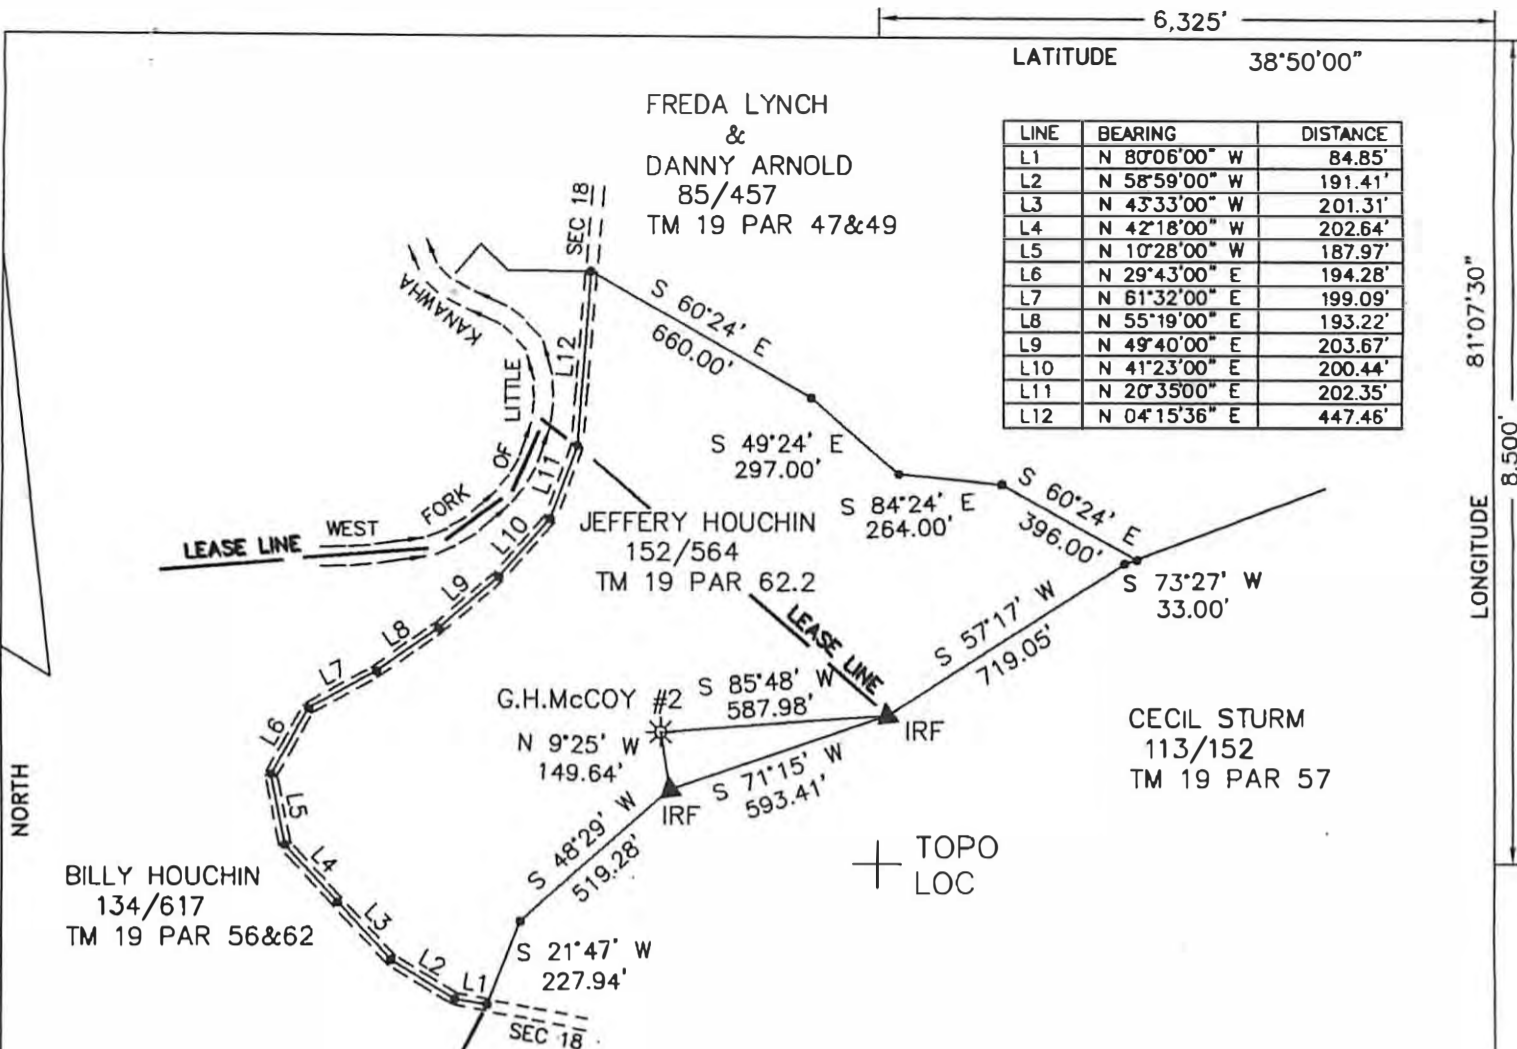 6,325'
LATITUDE 38°50'00"
FREDA LYNCH
&
DANNY ARNOLD
85/457
TM 19 PAR 47&49
LINE BEARING DISTANCE
L1 N 80°06'00" W 84.85'
L2 N 58°59'00" W 191.41'
L3 N 43°33'00" W 201.31'
L4 N 42°18'00" W 202.64'
L5 N 10°28'00" W 187.97'
L6 N 29°43'00" E 194.28'
L7 N 61°32'00" E 199.09'
L8 N 55°19'00" E 193.22'
L9 N 49°40'00" E 203.67'
L10 N 41°23'00" E 200.44'
L11 N 20°35'00" E 202.35'
L12 N 04°15'36" E 447.46'
81°07'30"
LONGITUDE
8,500'
SEC 18
KANAWHA
LITTLE
OF
FORK
WEST
LEASE LINE
L12
L11
L10
L9
L8
L7
L6
L5
L4
L3
L2
L1
S 60°24' E
660.00'
S 49°24' E
297.00'
S 84°24' E
264.00'
S 60°24' E
396.00'
S 73°27' W
33.00'
S 57°17' W
719.05'
JEFFERY HOUCHIN
152/564
TM 19 PAR 62.2
LEASE LINE
G.H.McCOY #2
S 85°48' W
587.98'
N 9°25' W
149.64'
IRF
S 71°15' W
593.41'
IRF
S 48°29' W
519.28'
S 21°47' W
227.94'
SEC 18
CECIL STURM
113/152
TM 19 PAR 57
TOPO
LOC
NORTH
BILLY HOUCHIN
134/617
TM 19 PAR 56&62